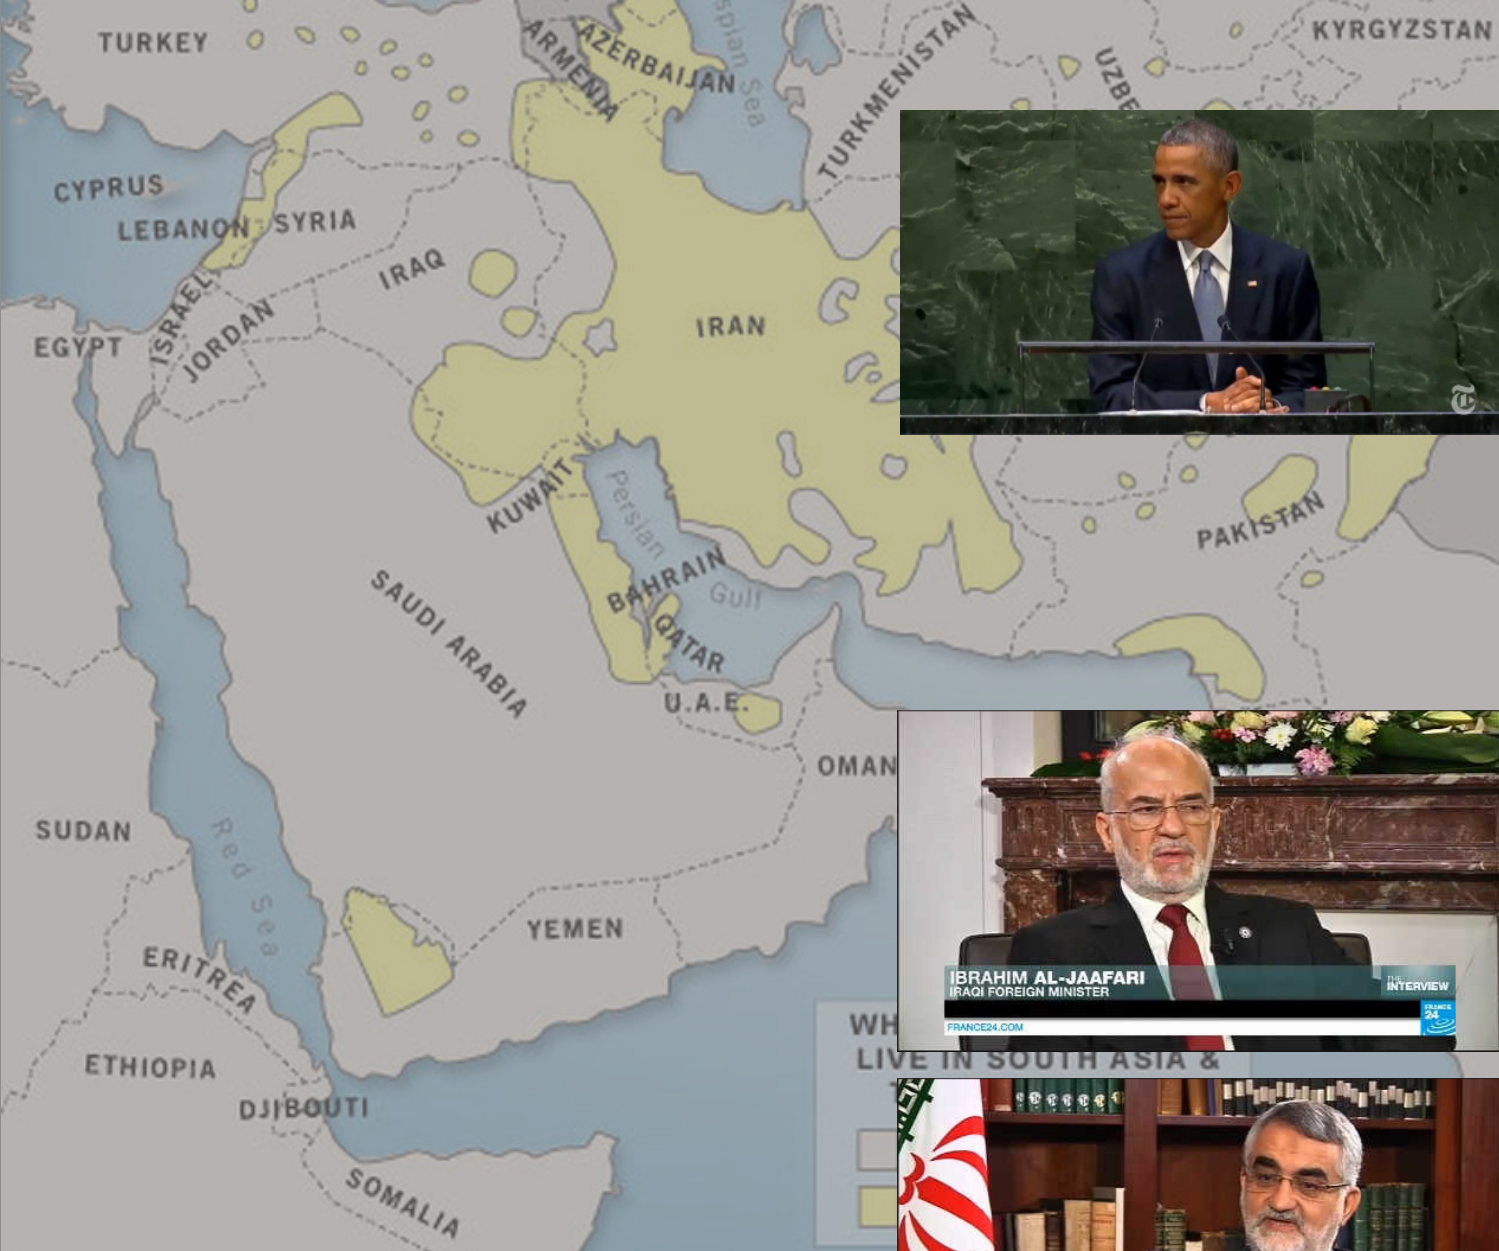 TURKEY
ARMENIA
AZERBAIJAN
spian Sea
TURKMENISTAN
UZBE
KYRGYZSTAN
CYPRUS
LEBANON
SYRIA
IRAQ
IRAN
EGYPT
ISRAEL
JORDAN
KUWAIT
Persian
Gulf
BAHRAIN
QATAR
PAKISTAN
SAUDI ARABIA
U.A.E.
OMAN
SUDAN
Red Sea
ERITREA
YEMEN
ETHIOPIA
DJIBOUTI
SOMALIA
WH
LIVE IN SOUTH ASIA &
T
IBRAHIM AL-JAAFARI
IRAQI FOREIGN MINISTER
THE
INTERVIEW
FRANCE
24
FRANCE24.COM